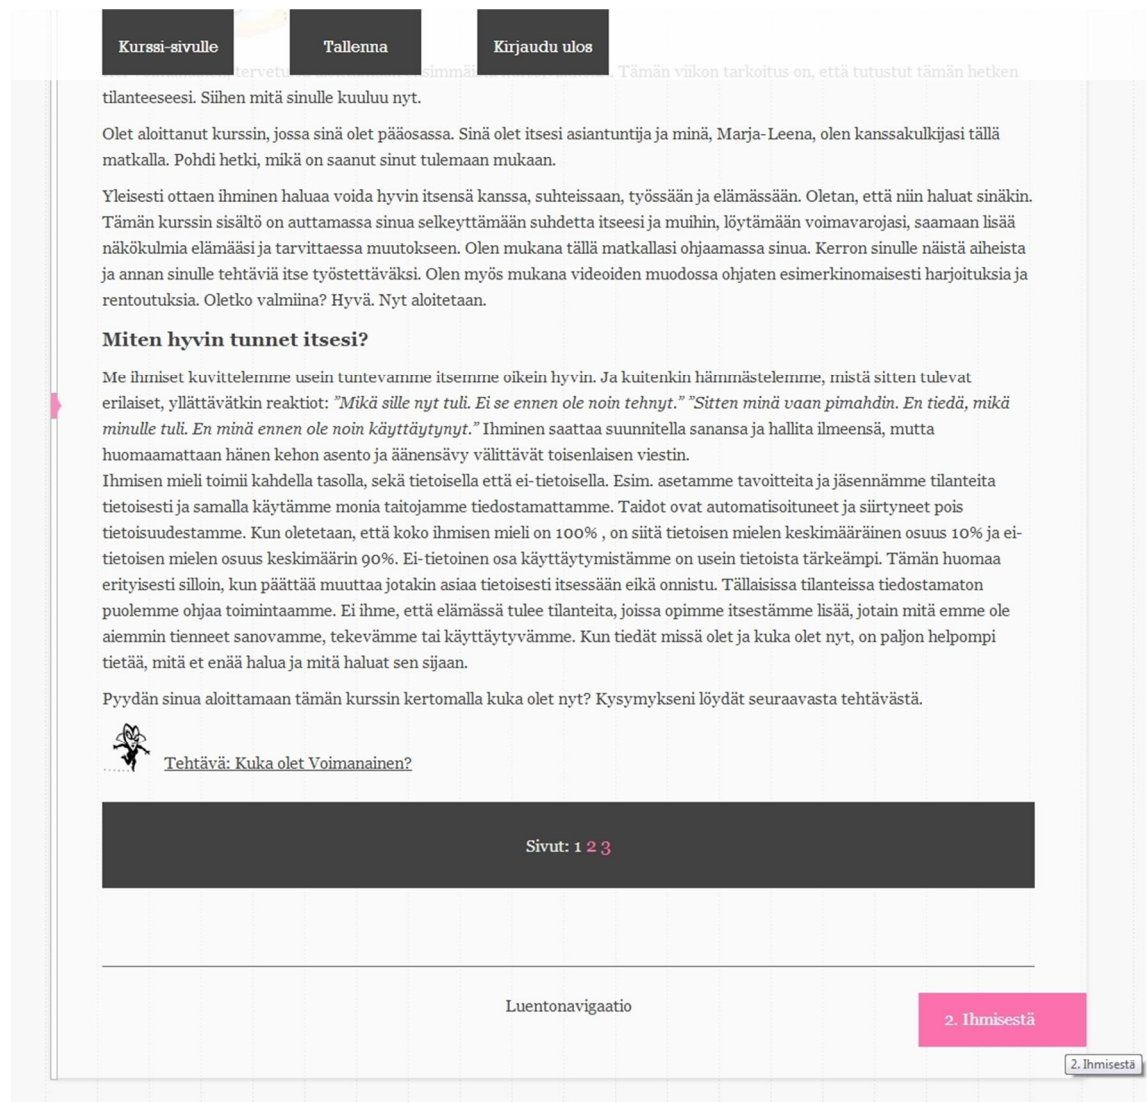 Kurssi-sivulle
Tallenna
Kirjaudu ulos
Tämän viikon tarkoitus on, että tutustut tämän hetken
tilanteeseesi. Siihen mitä sinulle kuuluu nyt.
Olet aloittanut kurssin, jossa sinä olet pääosassa. Sinä olet itsesi asiantuntija ja minä, Marja-Leena, olen kanssakulkijasi tällä
matkalla. Pohdi hetki, mikä on saanut sinut tulemaan mukaan.
Yleisesti ottaen ihminen haluaa voida hyvin itsensä kanssa, suhteissaan, työssään ja elämässään. Oletan, että niin haluat sinäkin.
Tämän kurssin sisältö on auttamassa sinua selkeyttämään suhdetta itseesi ja muihin, löytämään voimavarojasi, saamaan lisää
näkökulmia elämääsi ja tarvittaessa muutokseen. Olen mukana tällä matkallasi ohjaamassa sinua. Kerron sinulle näistä aiheista
ja annan sinulle tehtäviä itse työstettäväksi. Olen myös mukana videoiden muodossa ohjaten esimerkinomaisesti harjoituksia ja
rentoutuksia. Oletko valmiina? Hyvä. Nyt aloitetaan.
Miten hyvin tunnet itsesi?
Me ihmiset kuvittelemme usein tuntevamme itsemme oikein hyvin. Ja kuitenkin hämmästelemme, mistä sitten tulevat
erilaiset, yllättävätkin reaktiot: ”Mikä sille nyt tuli. Ei se ennen ole noin tehnyt.” ”Sitten minä vaan pimahdin. En tiedä, mikä
minulle tuli. En minä ennen ole noin käyttäytynyt.” Ihminen saattaa suunnitella sanansa ja hallita ilmeensä, mutta
huomaamattaan hänen kehon asento ja äänensävy välittävät toisenlaisen viestin.
Ihmisen mieli toimii kahdella tasolla, sekä tietoisella että ei-tietoisella. Esim. asetamme tavoitteita ja jäsennämme tilanteita
tietoisesti ja samalla käytämme monia taitojamme tiedostamattamme. Taidot ovat automatisoituneet ja siirtyneet pois
tietoisuudestamme. Kun oletetaan, että koko ihmisen mieli on 100% , on siitä tietoisen mielen keskimääräinen osuus 10% ja ei-
tietoisen mielen osuus keskimäärin 90%. Ei-tietoinen osa käyttäytymistämme on usein tietoista tärkeämpi. Tämän huomaa
erityisesti silloin, kun päättää muuttaa jotakin asiaa tietoisesti itsessään eikä onnistu. Tällaisissa tilanteissa tiedostamaton
puolemme ohjaa toimintaamme. Ei ihme, että elämässä tulee tilanteita, joissa opimme itsestämme lisää, jotain mitä emme ole
aiemmin tienneet sanovamme, tekevämme tai käyttäytyvämme. Kun tiedät missä olet ja kuka olet nyt, on paljon helpompi
tietää, mitä et enää halua ja mitä haluat sen sijaan.
Pyydän sinua aloittamaan tämän kurssin kertomalla kuka olet nyt? Kysymykseni löydät seuraavasta tehtävästä.
Tehtävä: Kuka olet Voimanainen?
Sivut: 1 2 3
Luentonavigaatio
2. Ihmisestä
2. Ihmisestä